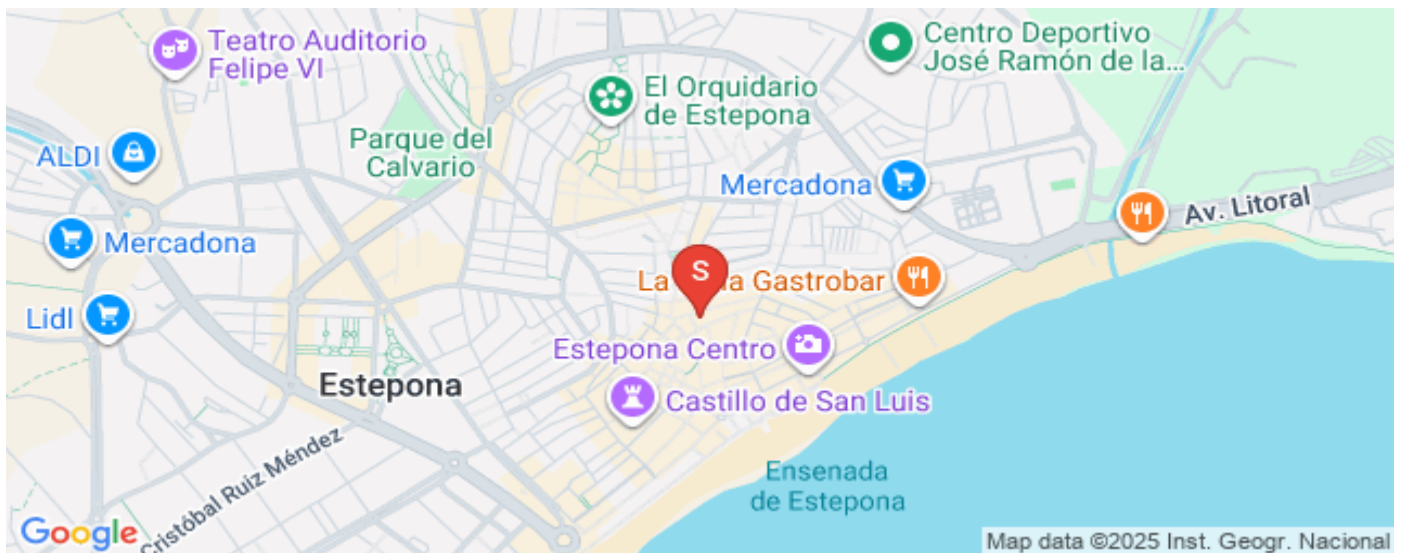 Teatro Auditorio
Felipe VI
Centro Deportivo
José Ramón de la...
El Orquidario
de Estepona
Parque del
Calvario
ALDI
Mercadona
Av. Litoral
Mercadona
S
La
Gastrobar
Lidl
Estepona Centro
Estepona
Castillo de San Luis
Cristóbal Ruiz Méndez
Ensenada
de Estepona
Google
Map data ©2025 Inst. Geogr. Nacional